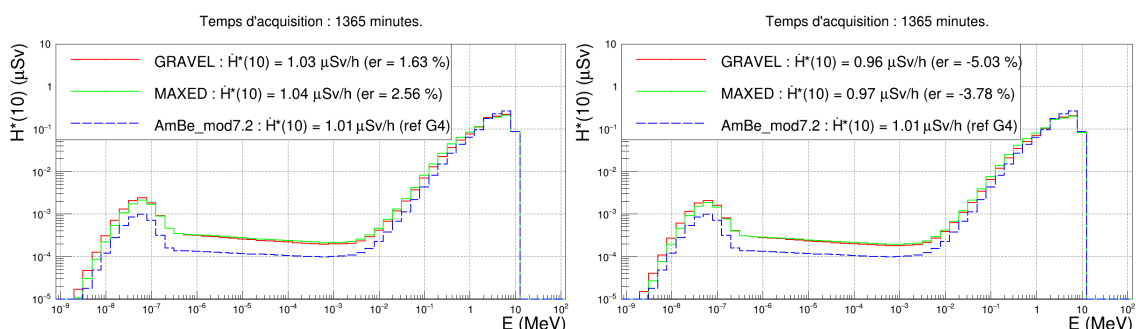 Temps d'acquisition : 1365 minutes.
H*(10) (μSv)
10
1
10⁻¹
10⁻²
10⁻³
10⁻⁴
10⁻⁵
GRAVEL : Ḣ*(10) = 1.03 μSv/h (er = 1.63 %)
MAXED : Ḣ*(10) = 1.04 μSv/h (er = 2.56 %)
AmBe_mod7.2 : Ḣ*(10) = 1.01 μSv/h (ref G4)
10⁻⁹ 10⁻⁸ 10⁻⁷ 10⁻⁶ 10⁻⁵ 10⁻⁴ 10⁻³ 10⁻² 10⁻¹ 1 10 10²
E (MeV)
Temps d'acquisition : 1365 minutes.
H*(10) (μSv)
10
1
10⁻¹
10⁻²
10⁻³
10⁻⁴
10⁻⁵
GRAVEL : Ḣ*(10) = 0.96 μSv/h (er = -5.03 %)
MAXED : Ḣ*(10) = 0.97 μSv/h (er = -3.78 %)
AmBe_mod7.2 : Ḣ*(10) = 1.01 μSv/h (ref G4)
10⁻⁹ 10⁻⁸ 10⁻⁷ 10⁻⁶ 10⁻⁵ 10⁻⁴ 10⁻³ 10⁻² 10⁻¹ 1 10 10²
E (MeV)